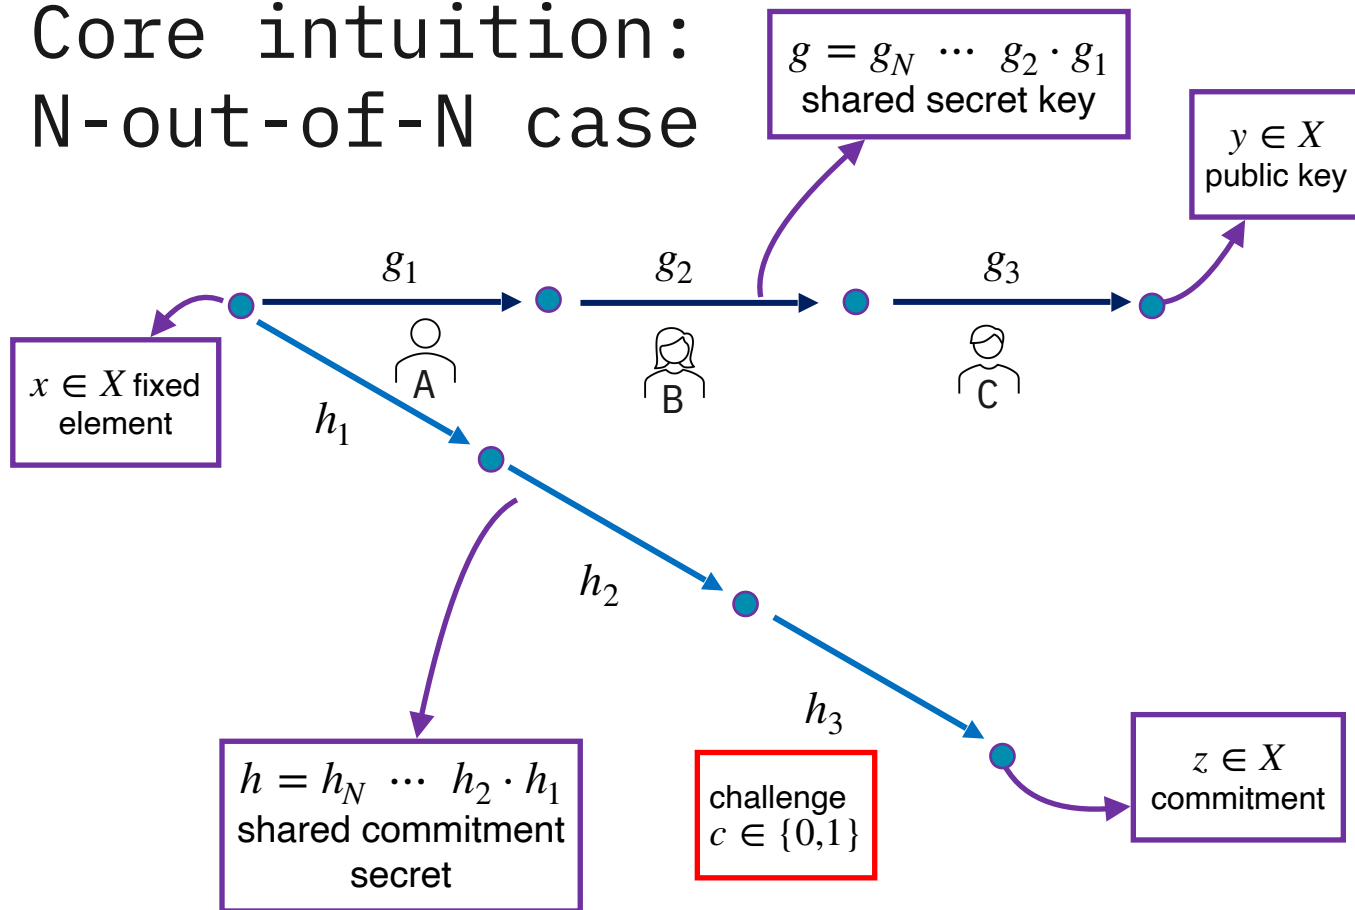 Core intuition:
N-out-of-N case
g = g_N ⋯ g_2 · g_1
shared secret key
y ∈ X
public key
g_1
g_2
g_3
A
B
C
x ∈ X fixed
element
h_1
h_2
h_3
h = h_N ⋯ h_2 · h_1
shared commitment
secret
challenge
c ∈ {0,1}
z ∈ X
commitment